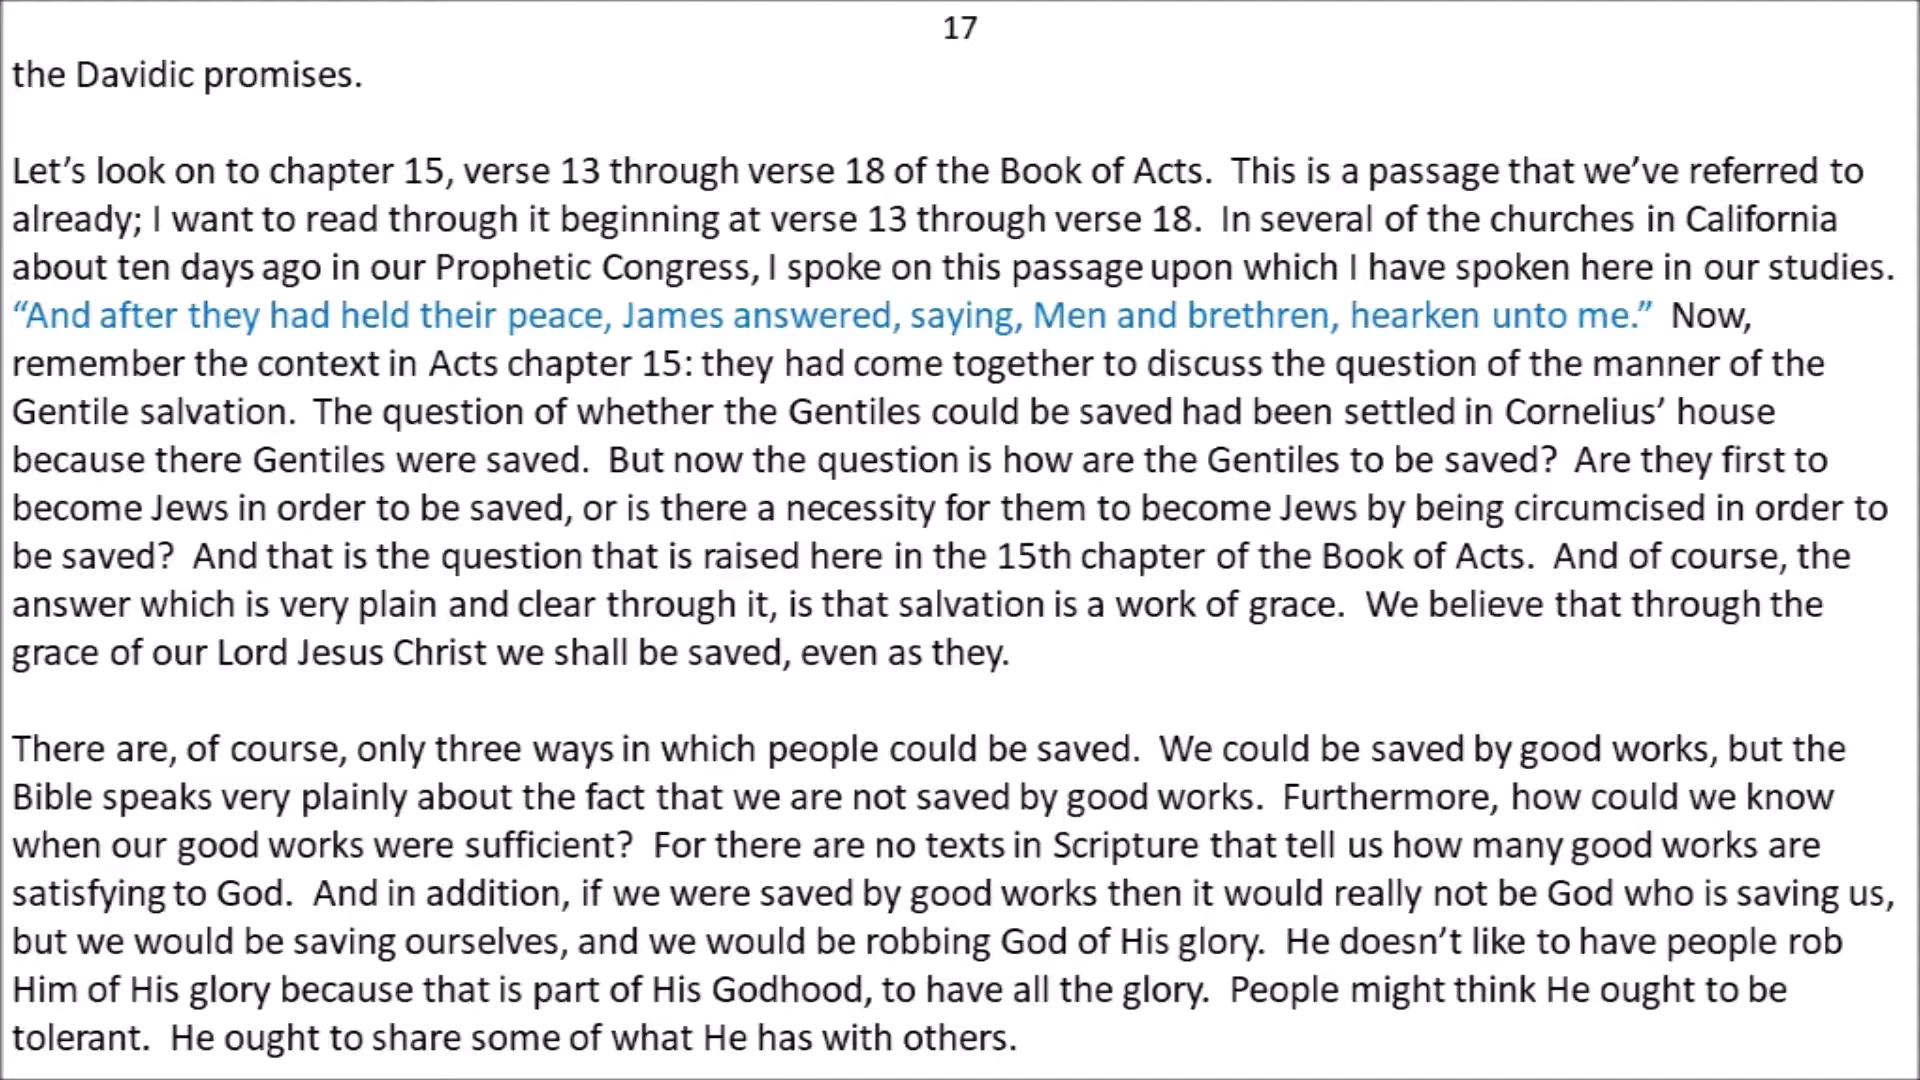 17
the Davidic promises.
Let’s look on to chapter 15, verse 13 through verse 18 of the Book of Acts.  This is a passage that we’ve referred to
already; I want to read through it beginning at verse 13 through verse 18.  In several of the churches in California
about ten days ago in our Prophetic Congress, I spoke on this passage upon which I have spoken here in our studies.
“And after they had held their peace, James answered, saying, Men and brethren, hearken unto me.”  Now,
remember the context in Acts chapter 15: they had come together to discuss the question of the manner of the
Gentile salvation.  The question of whether the Gentiles could be saved had been settled in Cornelius’ house
because there Gentiles were saved.  But now the question is how are the Gentiles to be saved?  Are they first to
become Jews in order to be saved, or is there a necessity for them to become Jews by being circumcised in order to
be saved?  And that is the question that is raised here in the 15th chapter of the Book of Acts.  And of course, the
answer which is very plain and clear through it, is that salvation is a work of grace.  We believe that through the
grace of our Lord Jesus Christ we shall be saved, even as they.
There are, of course, only three ways in which people could be saved.  We could be saved by good works, but the
Bible speaks very plainly about the fact that we are not saved by good works.  Furthermore, how could we know
when our good works were sufficient?  For there are no texts in Scripture that tell us how many good works are
satisfying to God.  And in addition, if we were saved by good works then it would really not be God who is saving us,
but we would be saving ourselves, and we would be robbing God of His glory.  He doesn’t like to have people rob
Him of His glory because that is part of His Godhood, to have all the glory.  People might think He ought to be
tolerant.  He ought to share some of what He has with others.